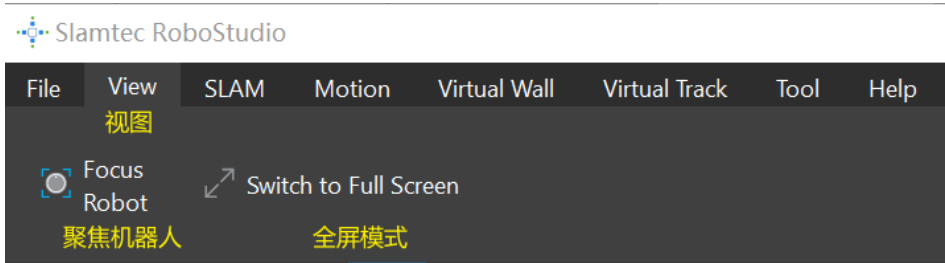 Slamtec RoboStudio
File View SLAM Motion Virtual Wall Virtual Track Tool Help
视图
Focus
Robot
Switch to Full Screen
聚焦机器人 全屏模式